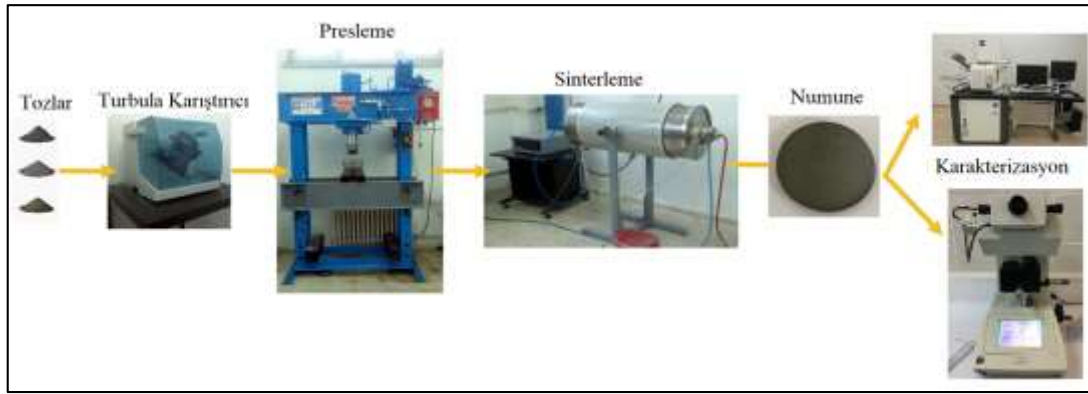 Tozlar
Turbula Karıştırıcı
Presleme
Sinterleme
Numune
Karakterizasyon